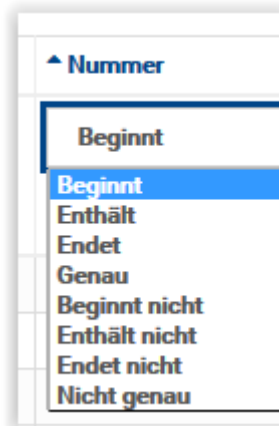 Nummer
Beginnt
Beginnt
Enthält
Endet
Genau
Beginnt nicht
Enthält nicht
Endet nicht
Nicht genau